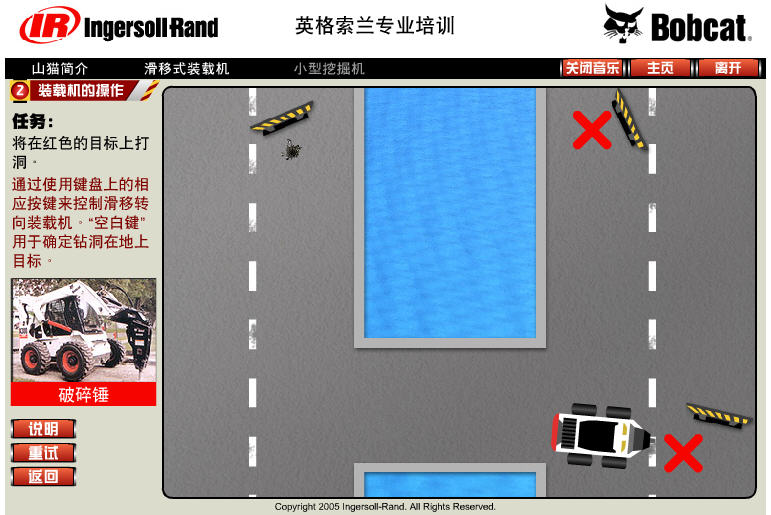 IR Ingersoll-Rand
英格索兰专业培训
Bobcat®
山猫简介
滑移式装载机
小型挖掘机
关闭音乐
主页
离开
2 装载机的操作
任务:
将在红色的目标上打
洞。
通过使用键盘上的相
应按键来控制滑移转
向装载机。“空白键”
用于确定钻洞在地上
目标。
破碎锤
说明
重试
返回
Copyright 2005 Ingersoll-Rand. All Rights Reserved.